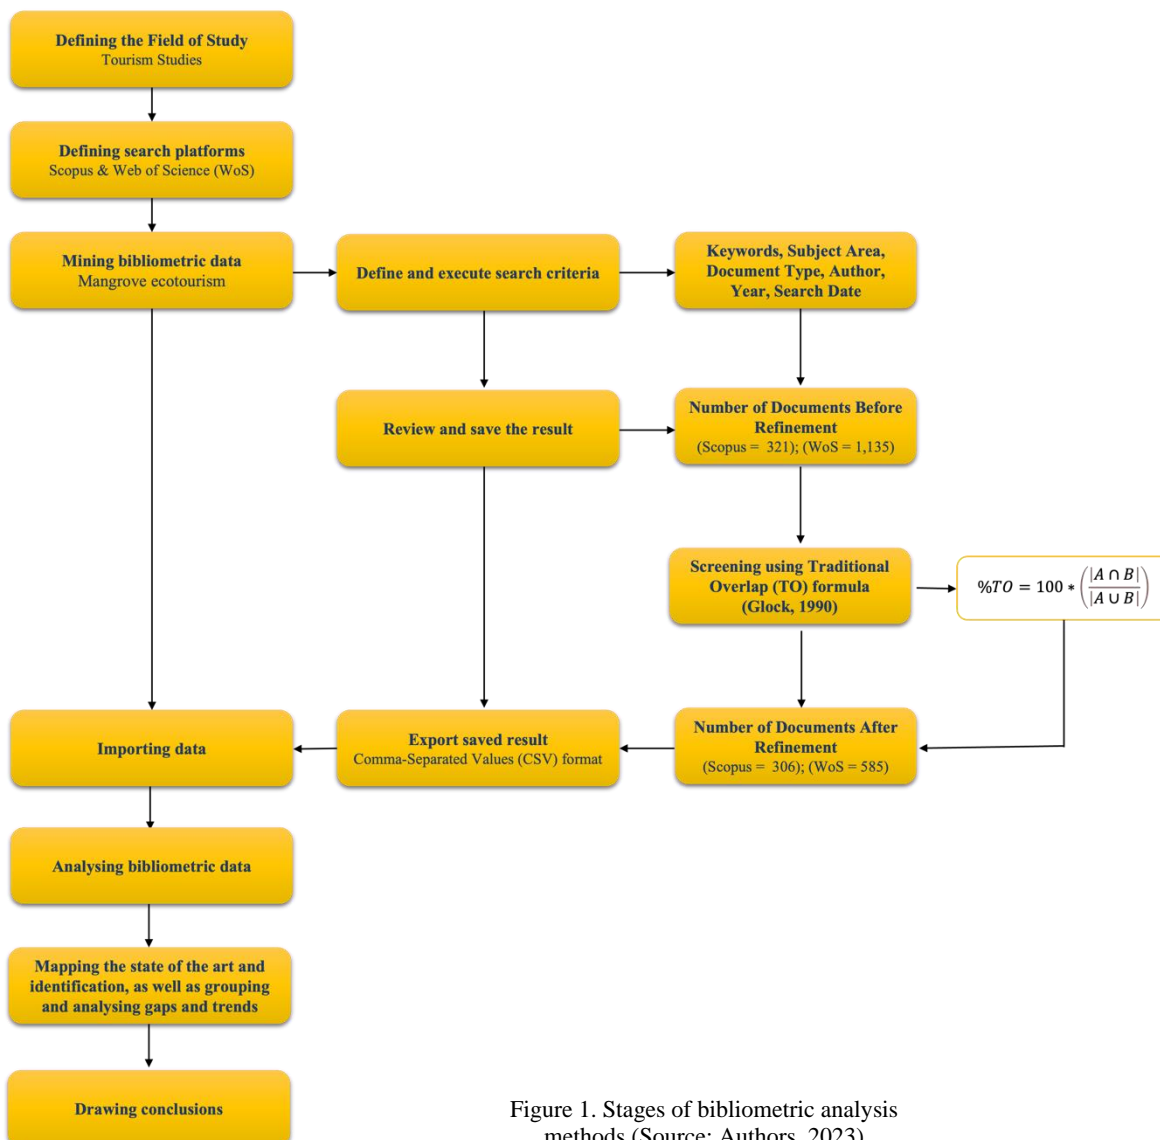 Defining the Field of Study
Tourism Studies
Defining search platforms
Scopus & Web of Science (WoS)
Mining bibliometric data
Mangrove ecotourism
Define and execute search criteria
Keywords, Subject Area,
Document Type, Author,
Year, Search Date
Review and save the result
Number of Documents Before
Refinement
(Scopus = 321); (WoS = 1,135)
Screening using Traditional
Overlap (TO) formula
(Glock, 1990)
%TO = 100 * (|A ∩ B| / |A ∪ B|)
Importing data
Export saved result
Comma-Separated Values (CSV) format
Number of Documents After
Refinement
(Scopus = 306); (WoS = 585)
Analysing bibliometric data
Mapping the state of the art and
identification, as well as grouping
and analysing gaps and trends
Drawing conclusions
Figure 1. Stages of bibliometric analysis
methods (Source: Authors, 2023)